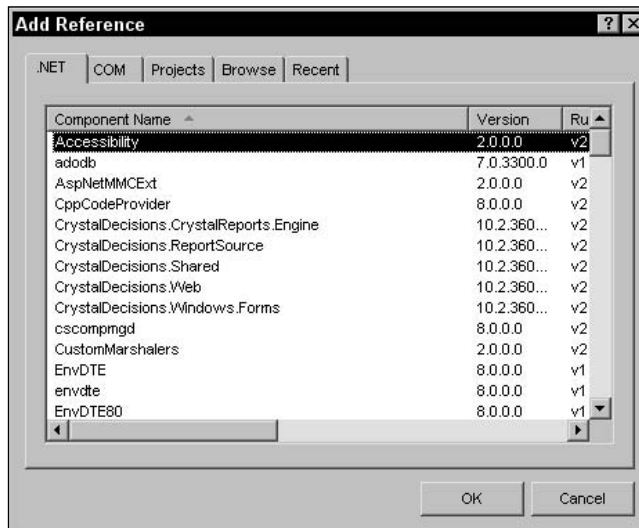 Add Reference ? X
.NET COM Projects Browse Recent
Component Name Version Ru
Accessibility 2.0.0.0 v2
adodb 7.0.3300.0 v1
AspNetMMCExt 2.0.0.0 v2
CppCodeProvider 8.0.0.0 v2
CrystalDecisions.CrystalReports.Engine 10.2.360... v2
CrystalDecisions.ReportSource 10.2.360... v2
CrystalDecisions.Shared 10.2.360... v2
CrystalDecisions.Web 10.2.360... v2
CrystalDecisions.Windows.Forms 10.2.360... v2
cscompmgd 8.0.0.0 v2
CustomMarshalers 2.0.0.0 v2
EnvDTE 8.0.0.0 v1
envdte 8.0.0.0 v1
EnvDTE80 8.0.0.0 v1
OK Cancel